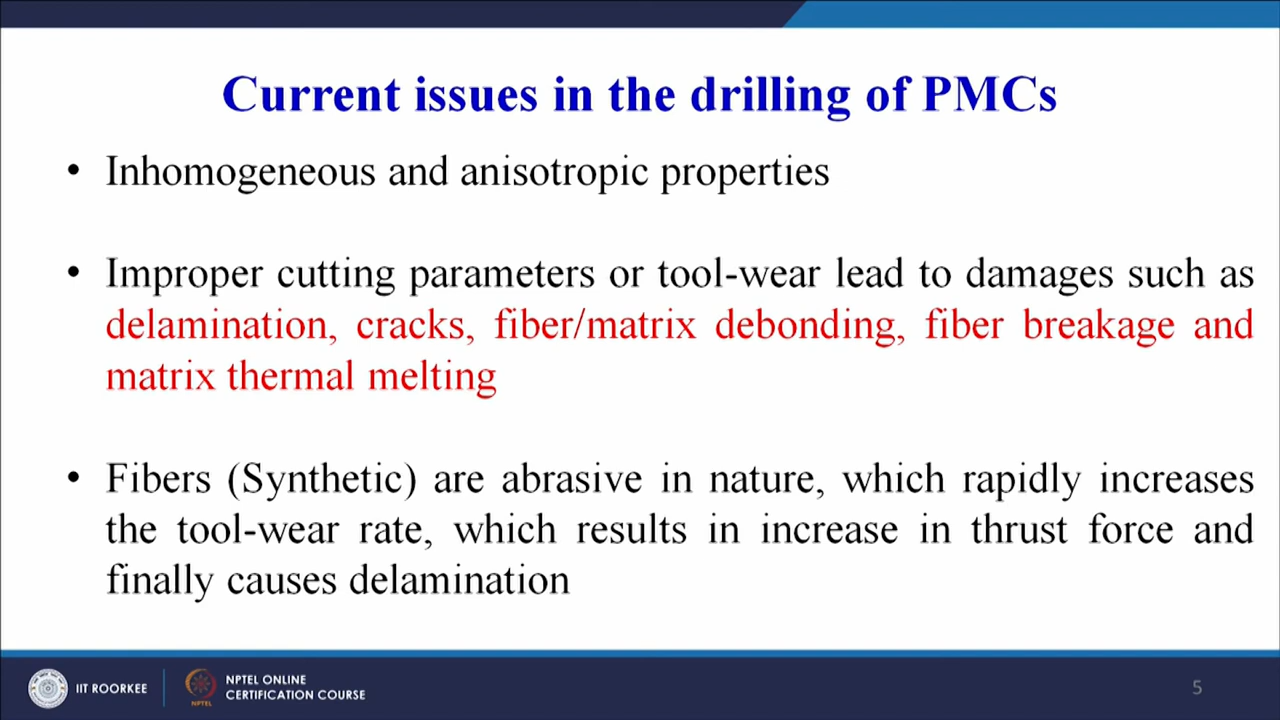 Current issues in the drilling of PMCs
• Inhomogeneous and anisotropic properties
• Improper cutting parameters or tool-wear lead to damages such as
delamination, cracks, fiber/matrix debonding, fiber breakage and
matrix thermal melting
• Fibers (Synthetic) are abrasive in nature, which rapidly increases
the tool-wear rate, which results in increase in thrust force and
finally causes delamination
IIT ROORKEE
NPTEL
NPTEL ONLINE
CERTIFICATION COURSE
5